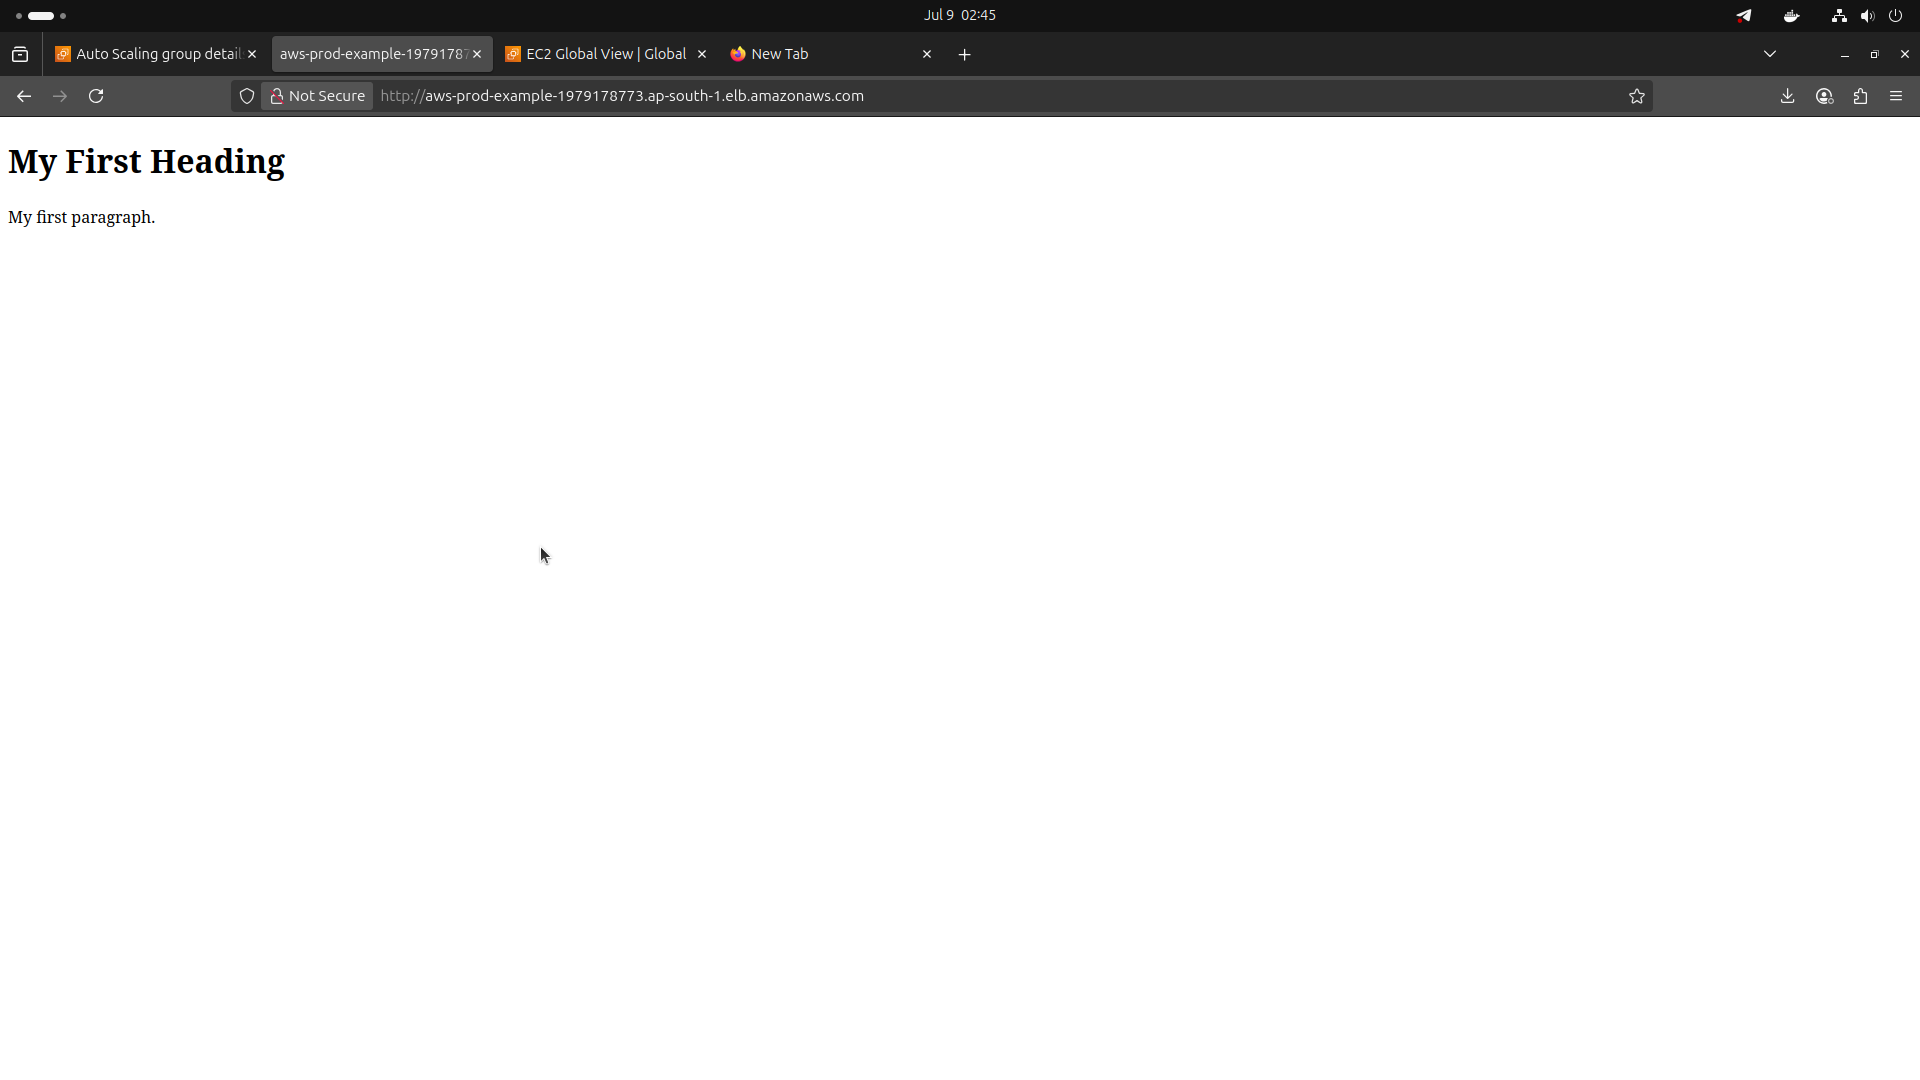 Jul 9 02:45
Auto Scaling group detail
aws-prod-example-19791787
EC2 Global View | Global
New Tab
Not Secure
http://aws-prod-example-1979178773.ap-south-1.elb.amazonaws.com
My First Heading
My first paragraph.